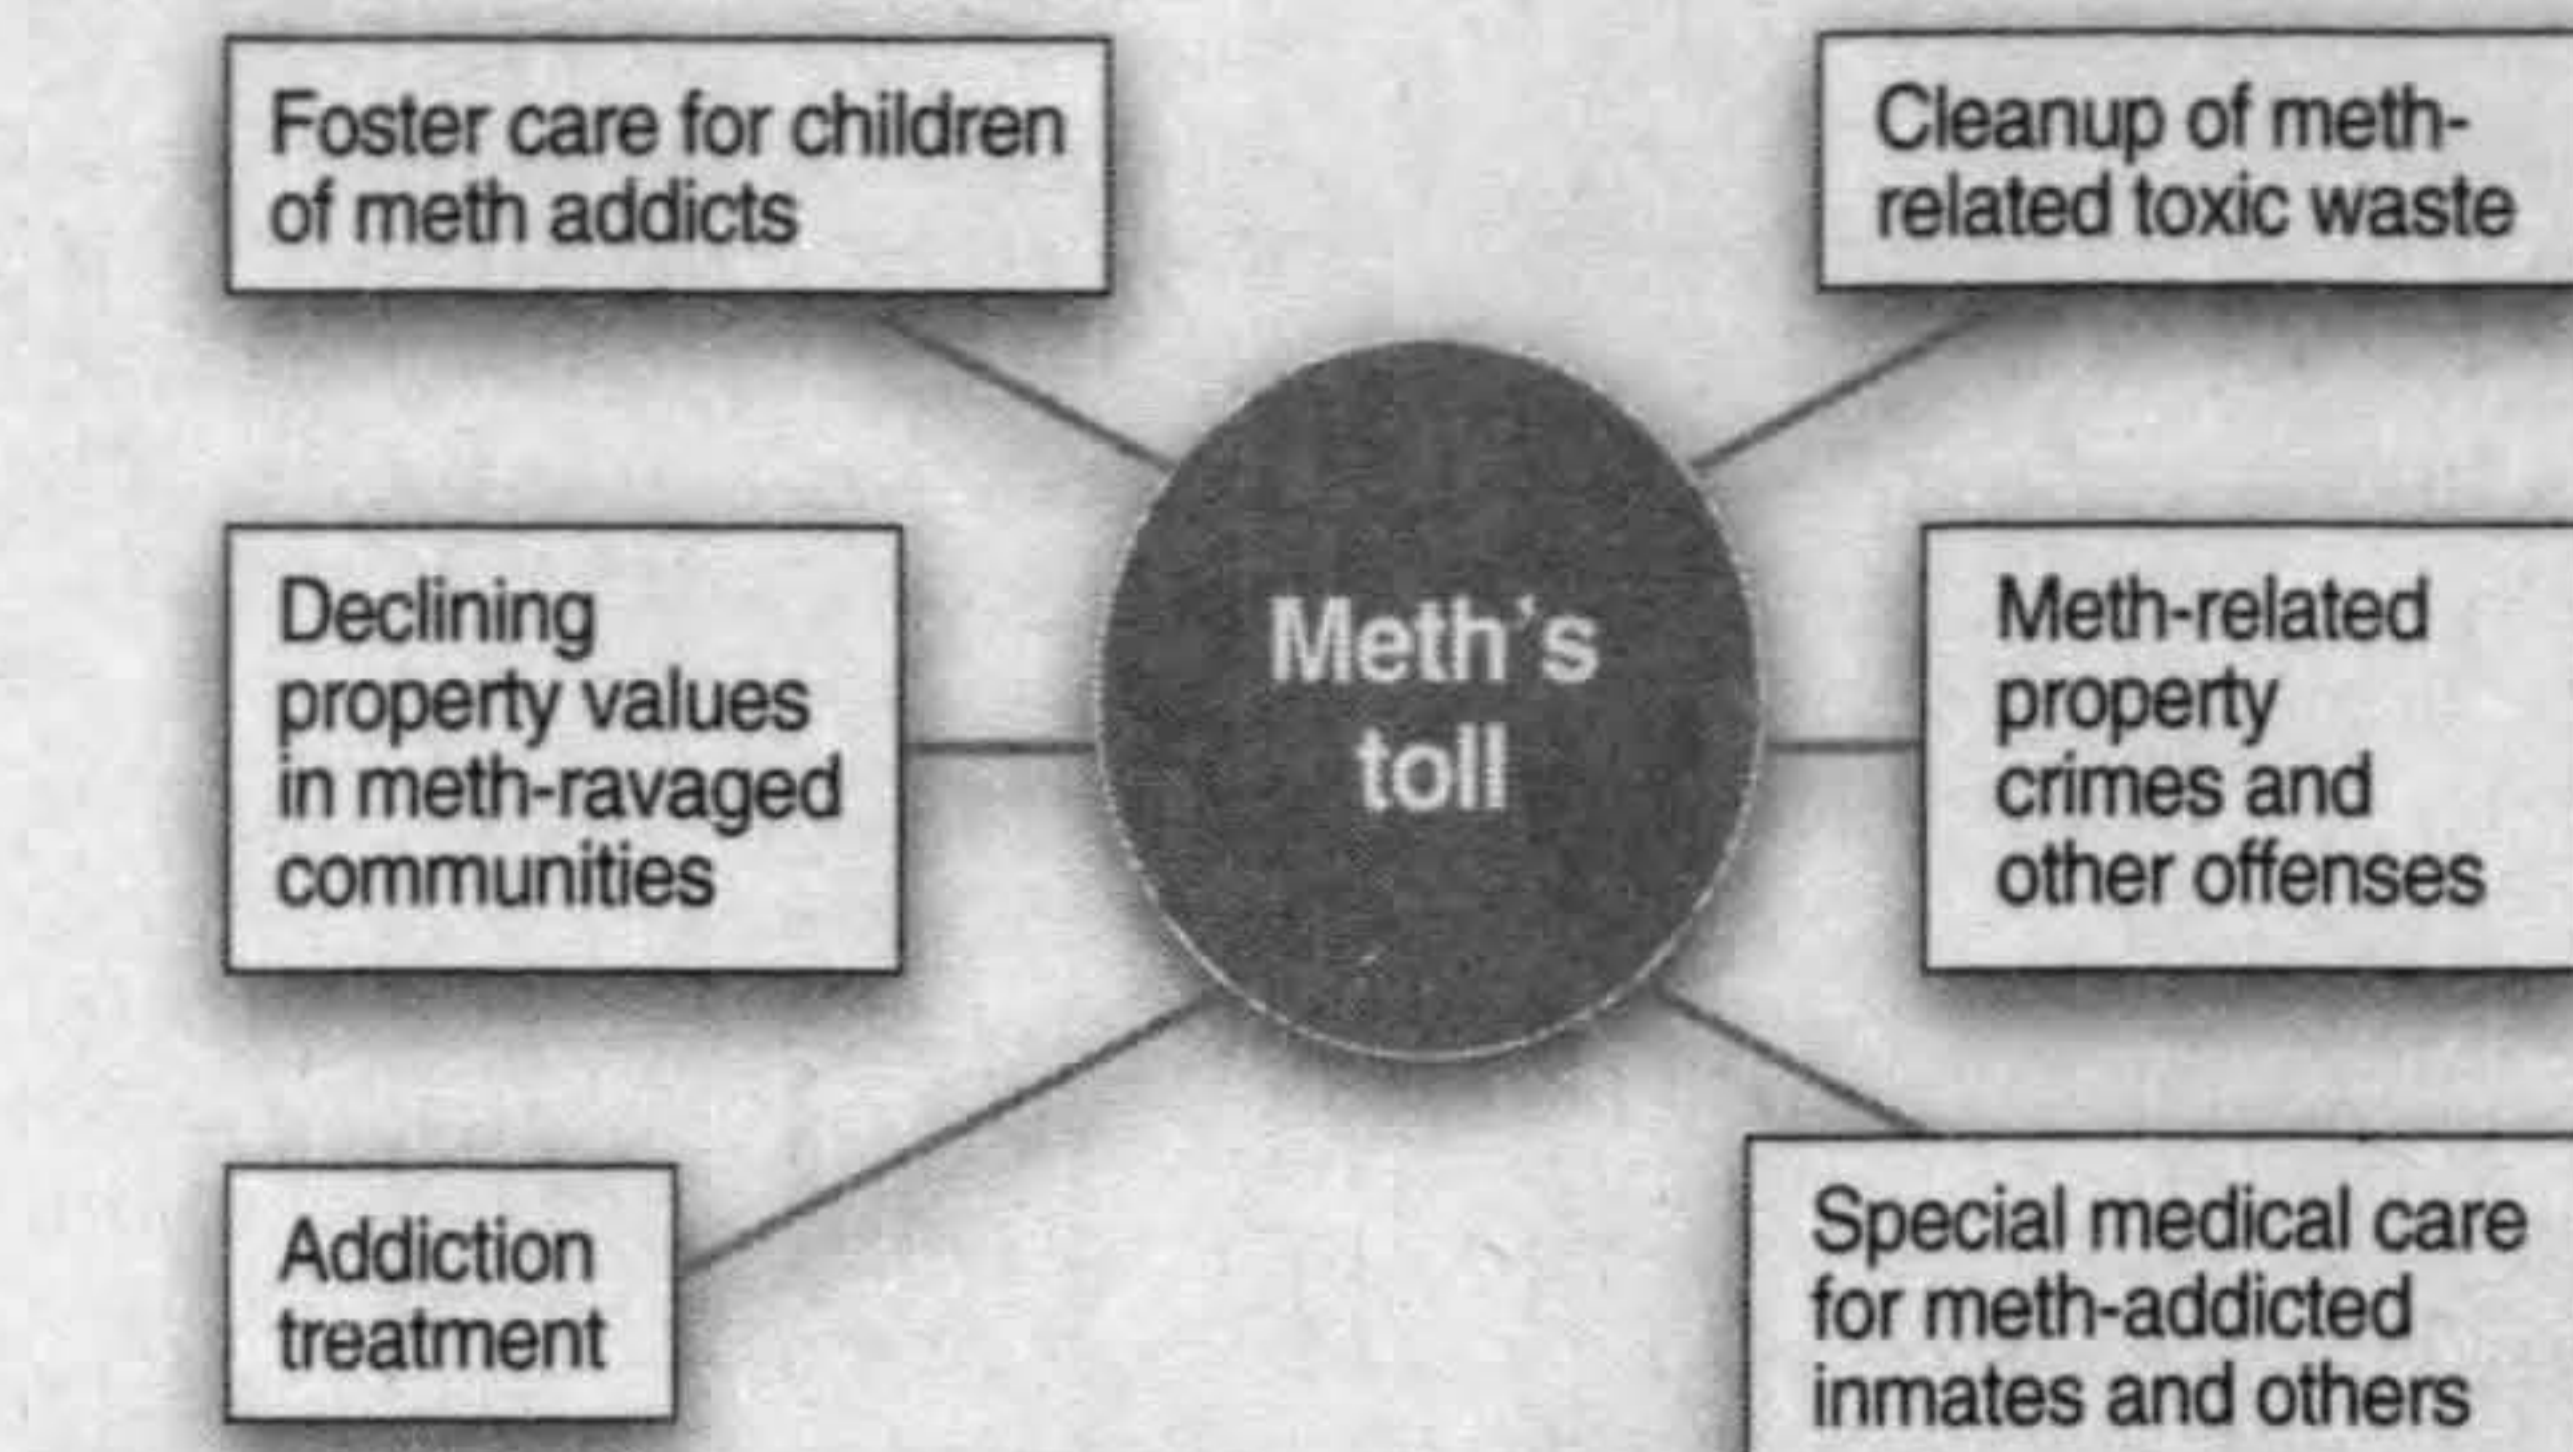 Foster care for children
of meth addicts
Cleanup of meth-
related toxic waste
Declining
property values
in meth-ravaged
communities
Meth's
toll
Meth-related
property
crimes and
other offenses
Addiction
treatment
Special medical care
for meth-addicted
inmates and others